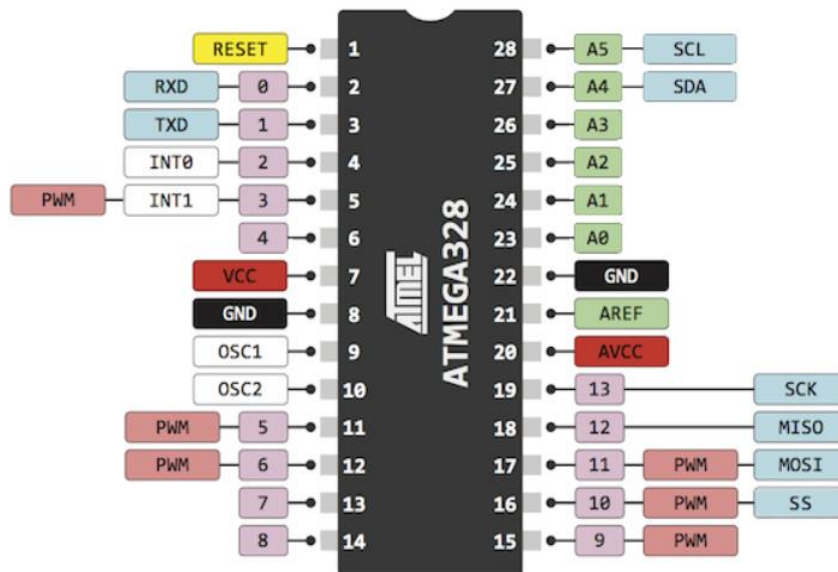 RESET 1 28 A5 SCL
RXD 0 2 27 A4 SDA
TXD 1 3 26 A3
INT0 2 4 25 A2
PWM INT1 3 5 24 A1
4 6 23 A0
VCC 7 22 GND
GND 8 21 AREF
OSC1 9 20 AVCC
OSC2 10 19 13 SCK
PWM 5 11 18 12 MISO
PWM 6 12 17 11 PWM MOSI
7 13 16 10 PWM SS
8 14 15 9 PWM
ATMEL
ATMEGA328